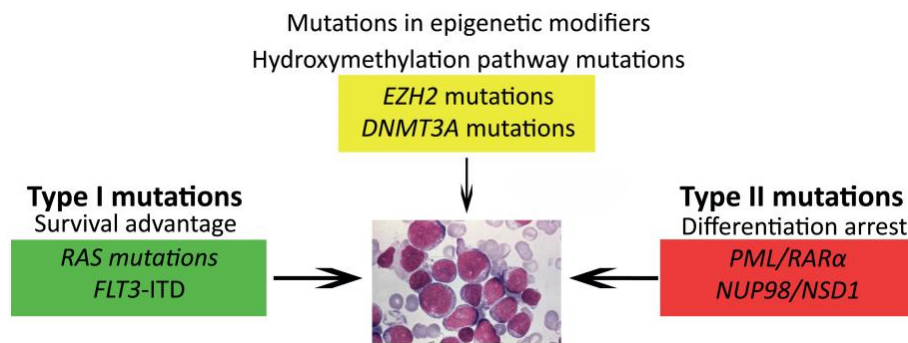 Mutations in epigenetic modifiers
Hydroxymethylation pathway mutations
EZH2 mutations
DNMT3A mutations
Type I mutations
Survival advantage
RAS mutations
FLT3-ITD
Type II mutations
Differentiation arrest
PML/RARα
NUP98/NSD1